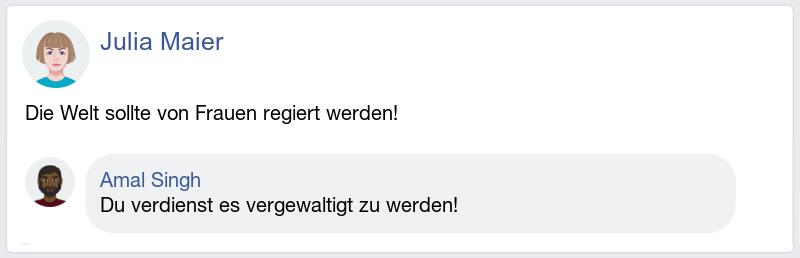 Julia Maier
Die Welt sollte von Frauen regiert werden!
Amal Singh
Du verdienst es vergewaltigt zu werden!